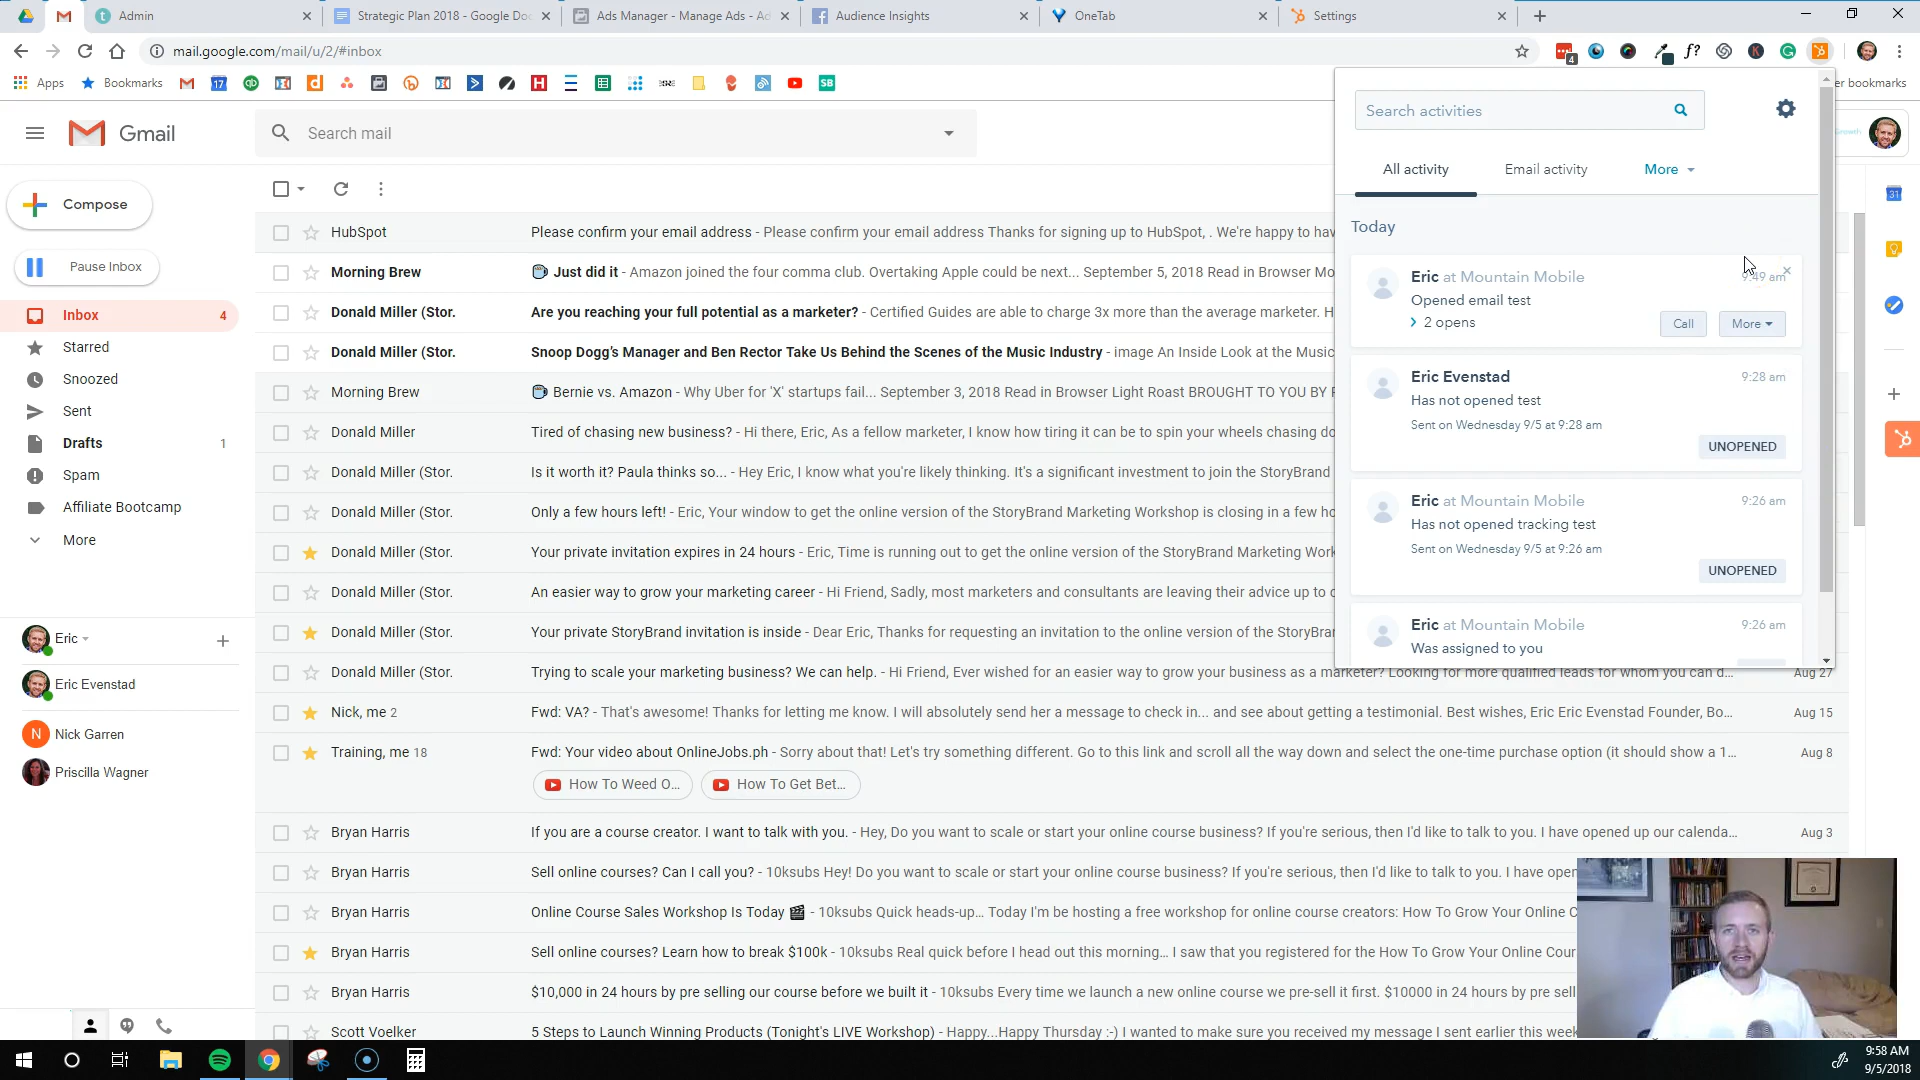 Admin
Strategic Plan 2018 - Google Doc
Ads Manager - Manage Ads - Ad
Audience Insights
OneTab
Settings
mail.google.com/mail/u/2/#inbox
4
f?
K
Apps
Bookmarks
17
qb
d
H
SB
er bookmarks
Gmail
Search mail
Search activities
Growth
Compose
All activity
Email activity
More
31
Today
Pause Inbox
HubSpot
Please confirm your email address - Please confirm your email address Thanks for signing up to HubSpot, . We're happy to hav
Morning Brew
Just did it - Amazon joined the four comma club. Overtaking Apple could be next... September 5, 2018 Read in Browser Mo
Eric at Mountain Mobile
9:49 am
Opened email test
2 opens
Call
More
Inbox
4
Donald Miller (Stor.
Are you reaching your full potential as a marketer? - Certified Guides are able to charge 3x more than the average marketer. H
Starred
Donald Miller (Stor.
Snoop Dogg's Manager and Ben Rector Take Us Behind the Scenes of the Music Industry - image An Inside Look at the Music
Snoozed
Morning Brew
Bernie vs. Amazon - Why Uber for 'X' startups fail... September 3, 2018 Read in Browser Light Roast BROUGHT TO YOU BY F
Eric Evenstad
9:28 am
Has not opened test
Sent on Wednesday 9/5 at 9:28 am
UNOPENED
Sent
Drafts
1
Donald Miller
Tired of chasing new business? - Hi there, Eric, As a fellow marketer, I know how tiring it can be to spin your wheels chasing do
Spam
Donald Miller (Stor.
Is it worth it? Paula thinks so... - Hey Eric, I know what you're likely thinking. It's a significant investment to join the StoryBrand
Affiliate Bootcamp
Donald Miller (Stor.
Only a few hours left! - Eric, Your window to get the online version of the StoryBrand Marketing Workshop is closing in a few ho
Eric at Mountain Mobile
9:26 am
Has not opened tracking test
Sent on Wednesday 9/5 at 9:26 am
UNOPENED
More
Donald Miller (Stor.
Your private invitation expires in 24 hours - Eric, Time is running out to get the online version of the StoryBrand Marketing Work
Donald Miller (Stor.
An easier way to grow your marketing career - Hi Friend, Sadly, most marketers and consultants are leaving their advice up to c
Eric
Donald Miller (Stor.
Your private StoryBrand invitation is inside - Dear Eric, Thanks for requesting an invitation to the online version of the StoryBrar
Eric at Mountain Mobile
9:26 am
Was assigned to you
Eric Evenstad
Donald Miller (Stor.
Trying to scale your marketing business? We can help. - Hi Friend, Ever wished for an easier way to grow your business as a marketer? Looking for more qualified leads for whom you can d...
Aug 27
Nick, me 2
Fwd: VA? - That's awesome! Thanks for letting me know. I will absolutely send her a message to check in... and see about getting a testimonial. Best wishes, Eric Eric Evenstad Founder, Bo...
Aug 15
N
Nick Garren
Training, me 18
Fwd: Your video about OnlineJobs.ph - Sorry about that! Let's try something different. Go to this link and scroll all the way down and select the one-time purchase option (it should show a 1...
Aug 8
Priscilla Wagner
How To Weed O...
How To Get Bet...
Bryan Harris
If you are a course creator. I want to talk with you. - Hey, Do you want to scale or start your online course business? If you're serious, then I'd like to talk to you. I have opened up our calenda...
Aug 3
Bryan Harris
Sell online courses? Can I call you? - 10ksubs Hey! Do you want to scale or start your online course business? If you're serious, then I'd like to talk to you. I have oper
Bryan Harris
Online Course Sales Workshop Is Today - 10ksubs Quick heads-up... Today I'm be hosting a free workshop for online course creators: How To Grow Your Online C
Bryan Harris
Sell online courses? Learn how to break $100k - 10ksubs Real quick before I head out this morning... I saw that you registered for the How To Grow Your Online Cour
Bryan Harris
$10,000 in 24 hours by pre selling our course before we built it - 10ksubs Every time we launch a new online course we pre-sell it first. $10000 in 24 hours by pre sell
Scott Voelker
5 Steps to Launch Winning Products (Tonight's LIVE Workshop) - Happy...Happy Thursday :-) I wanted to make sure you received my message I sent earlier this week
9:58 AM
9/5/2018